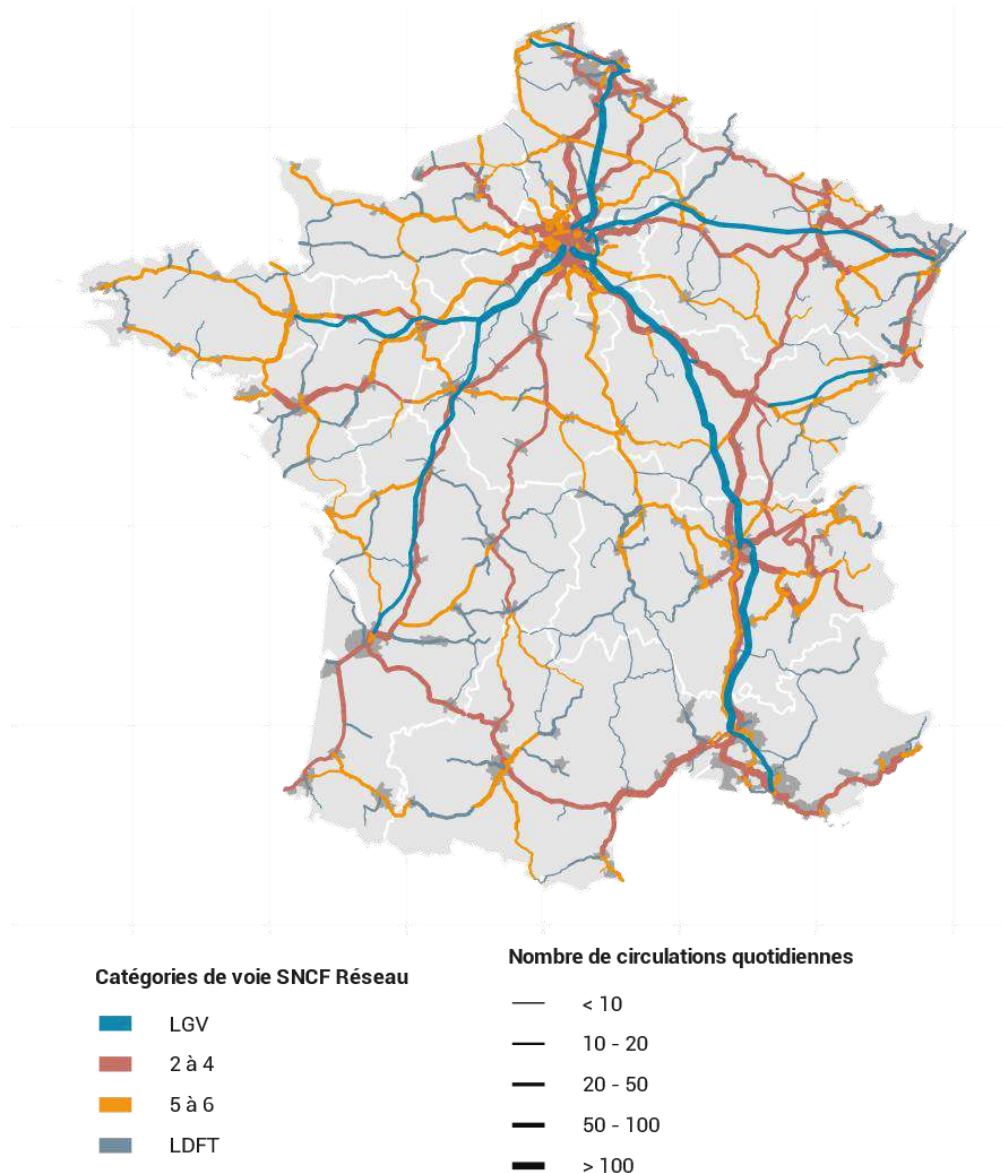 Catégories de voie SNCF Réseau
LGV
2 à 4
5 à 6
LDFT
Nombre de circulations quotidiennes
< 10
10 - 20
20 - 50
50 - 100
> 100